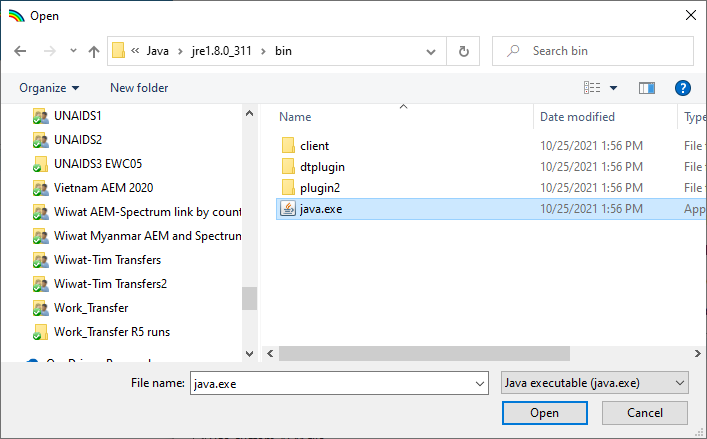 Open
« Java › jre1.8.0_311 › bin
Search bin
Organize
New folder
?
UNAIDS1
UNAIDS2
UNAIDS3 EWC05
Vietnam AEM 2020
Wiwat AEM-Spectrum link by count
Wiwat Myanmar AEM and Spectrum
Wiwat-Tim Transfers
Wiwat-Tim Transfers2
Work_Transfer
Work_Transfer R5 runs
Name Date modified Type
client 10/25/2021 1:56 PM File
dtplugin 10/25/2021 1:56 PM File
plugin2 10/25/2021 1:56 PM File
java.exe 10/25/2021 1:56 PM App
File name: java.exe
Java executable (java.exe)
Open Cancel